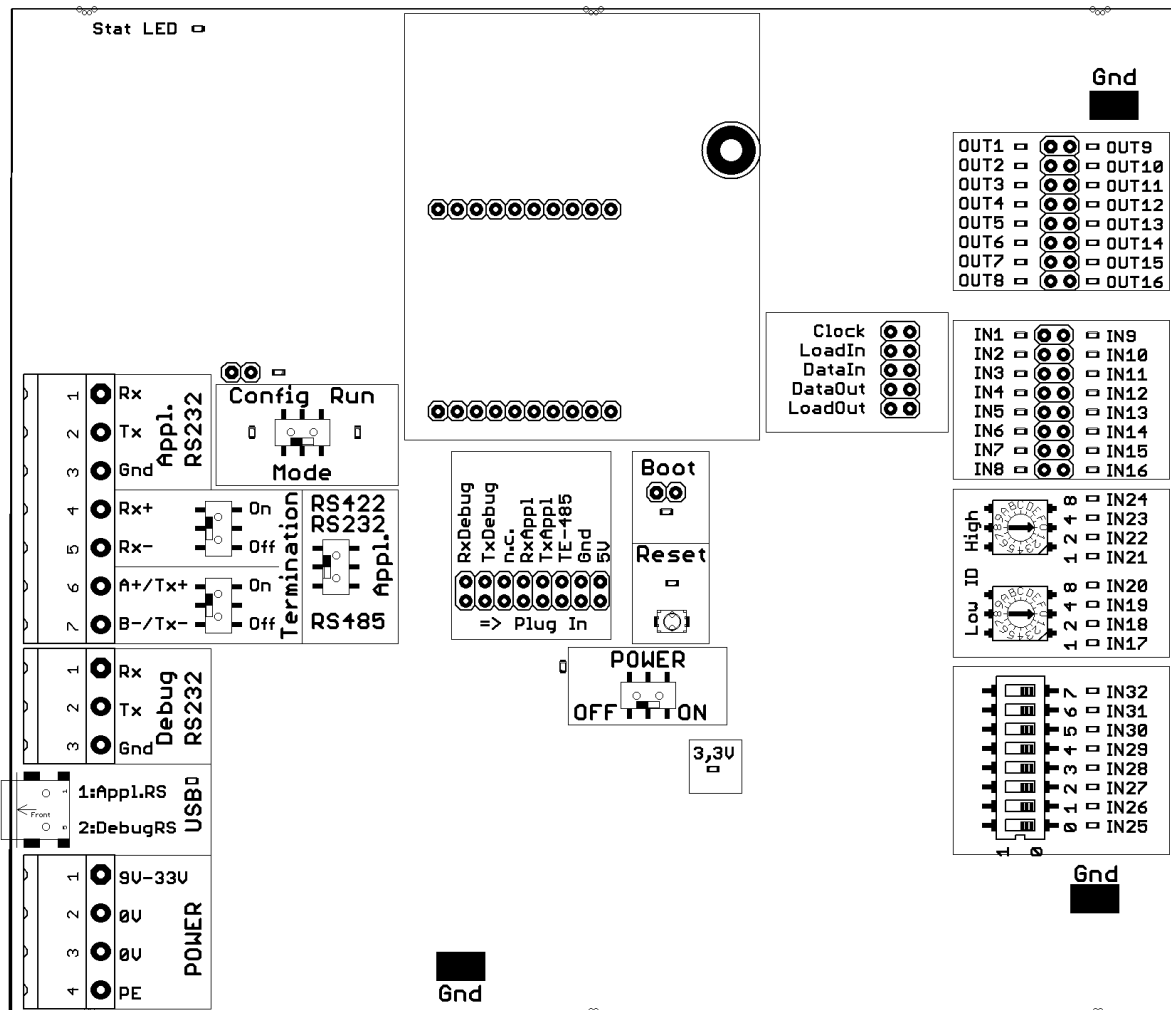 Stat LED
Gnd
OUT1 OUT9
OUT2 OUT10
OUT3 OUT11
OUT4 OUT12
OUT5 OUT13
OUT6 OUT14
OUT7 OUT15
OUT8 OUT16
Clock
LoadIn
DataIn
DataOut
LoadOut
IN1 IN9
IN2 IN10
IN3 IN11
IN4 IN12
IN5 IN13
IN6 IN14
IN7 IN15
IN8 IN16
1 Rx
2 Tx
3 Gnd
Appl.
RS232
Config Run
Mode
4 Rx+
5 Rx-
6 A+/Tx+
7 B-/Tx-
On
Off
On
Off
Termination
RS422
RS232
Appl.
RS485
RxDebug
TxDebug
n.c.
RxAppl
TxAppl
TE-485
Gnd
5V
=> Plug In
Boot
Reset
High
8 IN24
4 IN23
2 IN22
1 IN21
Low ID
8 IN20
4 IN19
2 IN18
1 IN17
0123456789ABCDEF
0123456789ABCDEF
1 Rx
2 Tx
3 Gnd
Debug
RS232
POWER
OFF ON
3,3V
7 IN32
6 IN31
5 IN30
4 IN29
3 IN28
2 IN27
1 IN26
0 IN25
1 0
Front
1:Appl.RS
2:DebugRS
USB
1 9V-33V
2 0V
3 0V
4 PE
POWER
Gnd
Gnd